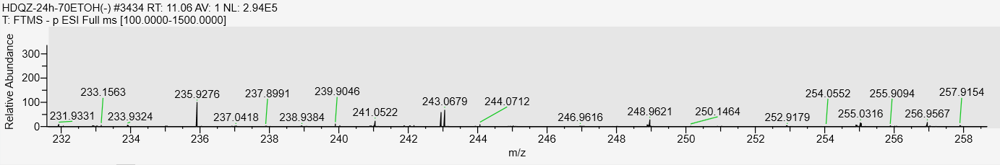 HDQZ-24h-70ETOH(-) #3434 RT: 11.06 AV: 1 NL: 2.94E5
T: FTMS - p ESI Full ms [100.0000-1500.0000]
Relative Abundance
300
200
100
0
233.1563 235.9276 237.8991 239.9046 243.0679 244.0712 254.0552 255.9094 257.9154
231.9331 233.9324 237.0418 238.9384 241.0522 246.9616 248.9621 250.1464 252.9179 255.0316 256.9567
232 234 236 238 240 242 244 246 248 250 252 254 256 258
m/z